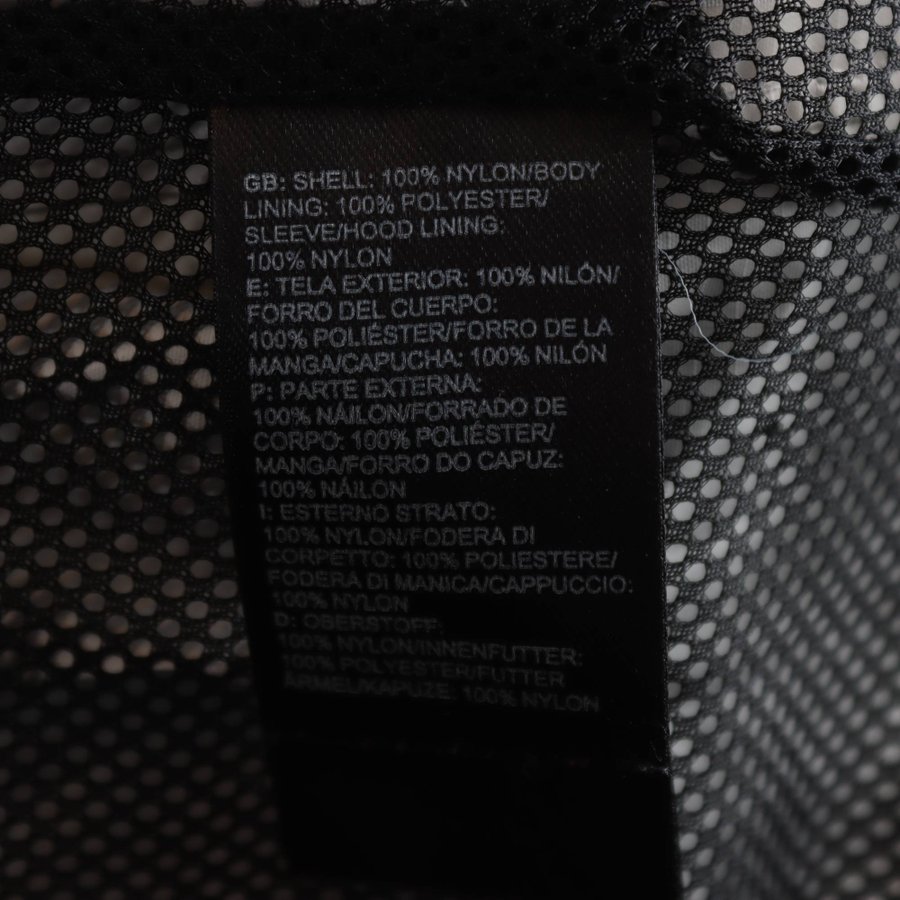 GB: SHELL: 100% NYLON/BODY
LINING: 100% POLYESTER/
SLEEVE/HOOD LINING:
100% NYLON
E: TELA EXTERIOR: 100% NILÓN/
FORRO DEL CUERPO:
100% POLIÉSTER/FORRO DE LA
MANGA/CAPUCHA: 100% NILÓN
P: PARTE EXTERNA:
100% NÁILON/FORRADO DE
CORPO: 100% POLIÉSTER/
MANGA/FORRO DO CAPUZ:
100% NÁILON
I: ESTERNO STRATO:
100% NYLON/FODERA DI
CORPETTO: 100% POLIESTERE/
FODERA DI MANICA/CAPPUCCIO:
100% NYLON
D: OBERSTOFF:
100% NYLON/INNENFUTTER:
100% POLYESTER/FUTTER
ÄRMEL/KAPUZE: 100% NYLON